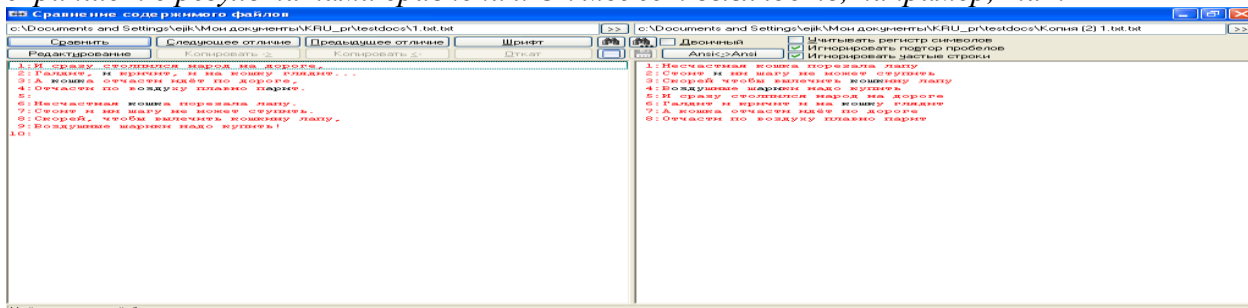 Сравнение содержимого файлов
c:\Documents and Settings\ejik\Мои документы\KRU_pr\testdocs\1.txt.txt >> c:\Documents and Settings\ejik\Мои документы\KRU_pr\testdocs\Копия (2) 1.txt.txt >>
Сравнить Следующее отличие Предыдущее отличие Шрифт Двоичный Учитывать регистр символов
Игнорировать повтор пробелов
Редактирование Копировать -> Копировать <- Откат Ansi<->Ansi Игнорировать частые строки
1:И сразу столпился народ на дороге,
2:Галдит, и кричит, и на кошку глядит...
3:А кошка отчасти идёт по дороге,
4:Отчасти по воздуху плавно парит.
5:
6:Несчастная кошка порезала лапу.
7:Стоит и ни шагу не может ступить.
8:Скорей, чтобы вылечить кошкину лапу,
9:Воздушные шарики надо купить!
10:
1:Несчастная кошка порезала лапу
2:Стоит и ни шагу не может ступить
3:Скорей чтобы вылечить кошкину лапу
4:Воздушные шарики надо купить
5:И сразу столпился народ на дороге
6:Галдит и кричит и на кошку глядит
7:А кошка отчасти идёт по дороге
8:Отчасти по воздуху плавно парит